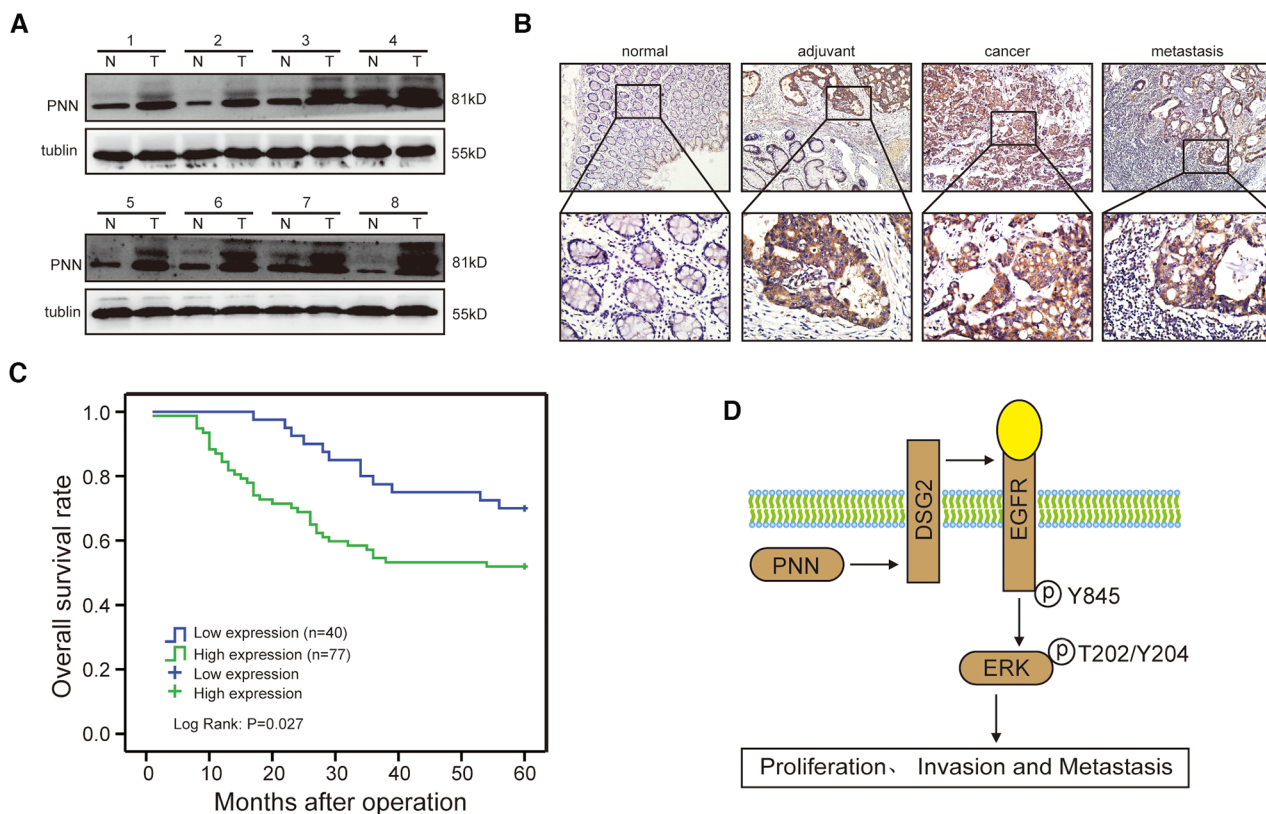 A
1 2 3 4
N T N T N T N T
PNN 81kD
tublin 55kD
5 6 7 8
N T N T N T N T
PNN 81kD
tublin 55kD
B
normal adjuvant cancer metastasis
C
Overall survival rate
1.0
0.8
0.6
0.4
0.2
0.0
Low expression (n=40)
High expression (n=77)
Low expression
High expression
Log Rank: P=0.027
0 10 20 30 40 50 60
Months after operation
D
DSG2
EGFR
PNN
p Y845
p T202/Y204
ERK
Proliferation、 Invasion and Metastasis